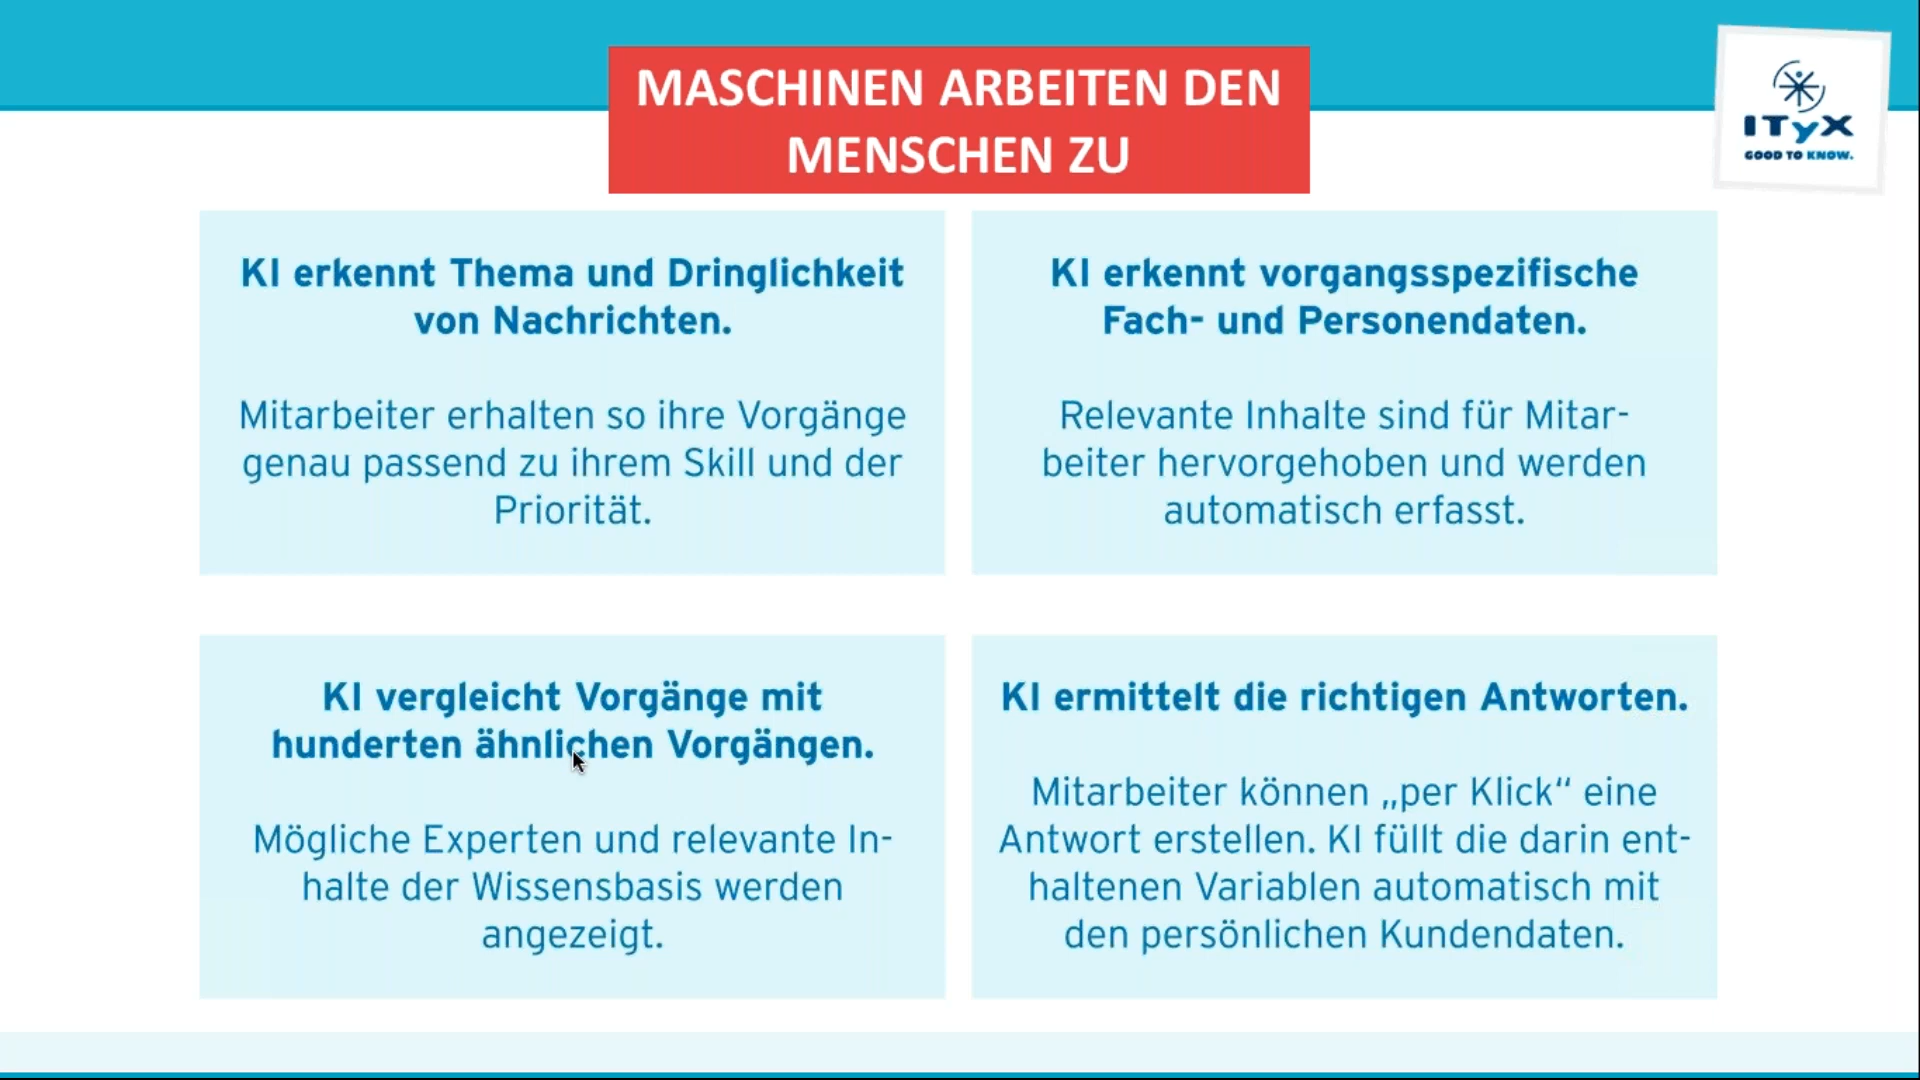 MASCHINEN ARBEITEN DEN
MENSCHEN ZU
ITyX
GOOD TO KNOW.
KI erkennt Thema und Dringlichkeit
von Nachrichten.
Mitarbeiter erhalten so ihre Vorgänge
genau passend zu ihrem Skill und der
Priorität.
KI erkennt vorgangsspezifische
Fach- und Personendaten.
Relevante Inhalte sind für Mitar-
beiter hervorgehoben und werden
automatisch erfasst.
KI vergleicht Vorgänge mit
hunderten ähnlichen Vorgängen.
Mögliche Experten und relevante In-
halte der Wissensbasis werden
angezeigt.
KI ermittelt die richtigen Antworten.
Mitarbeiter können „per Klick“ eine
Antwort erstellen. KI füllt die darin ent-
haltenen Variablen automatisch mit
den persönlichen Kundendaten.